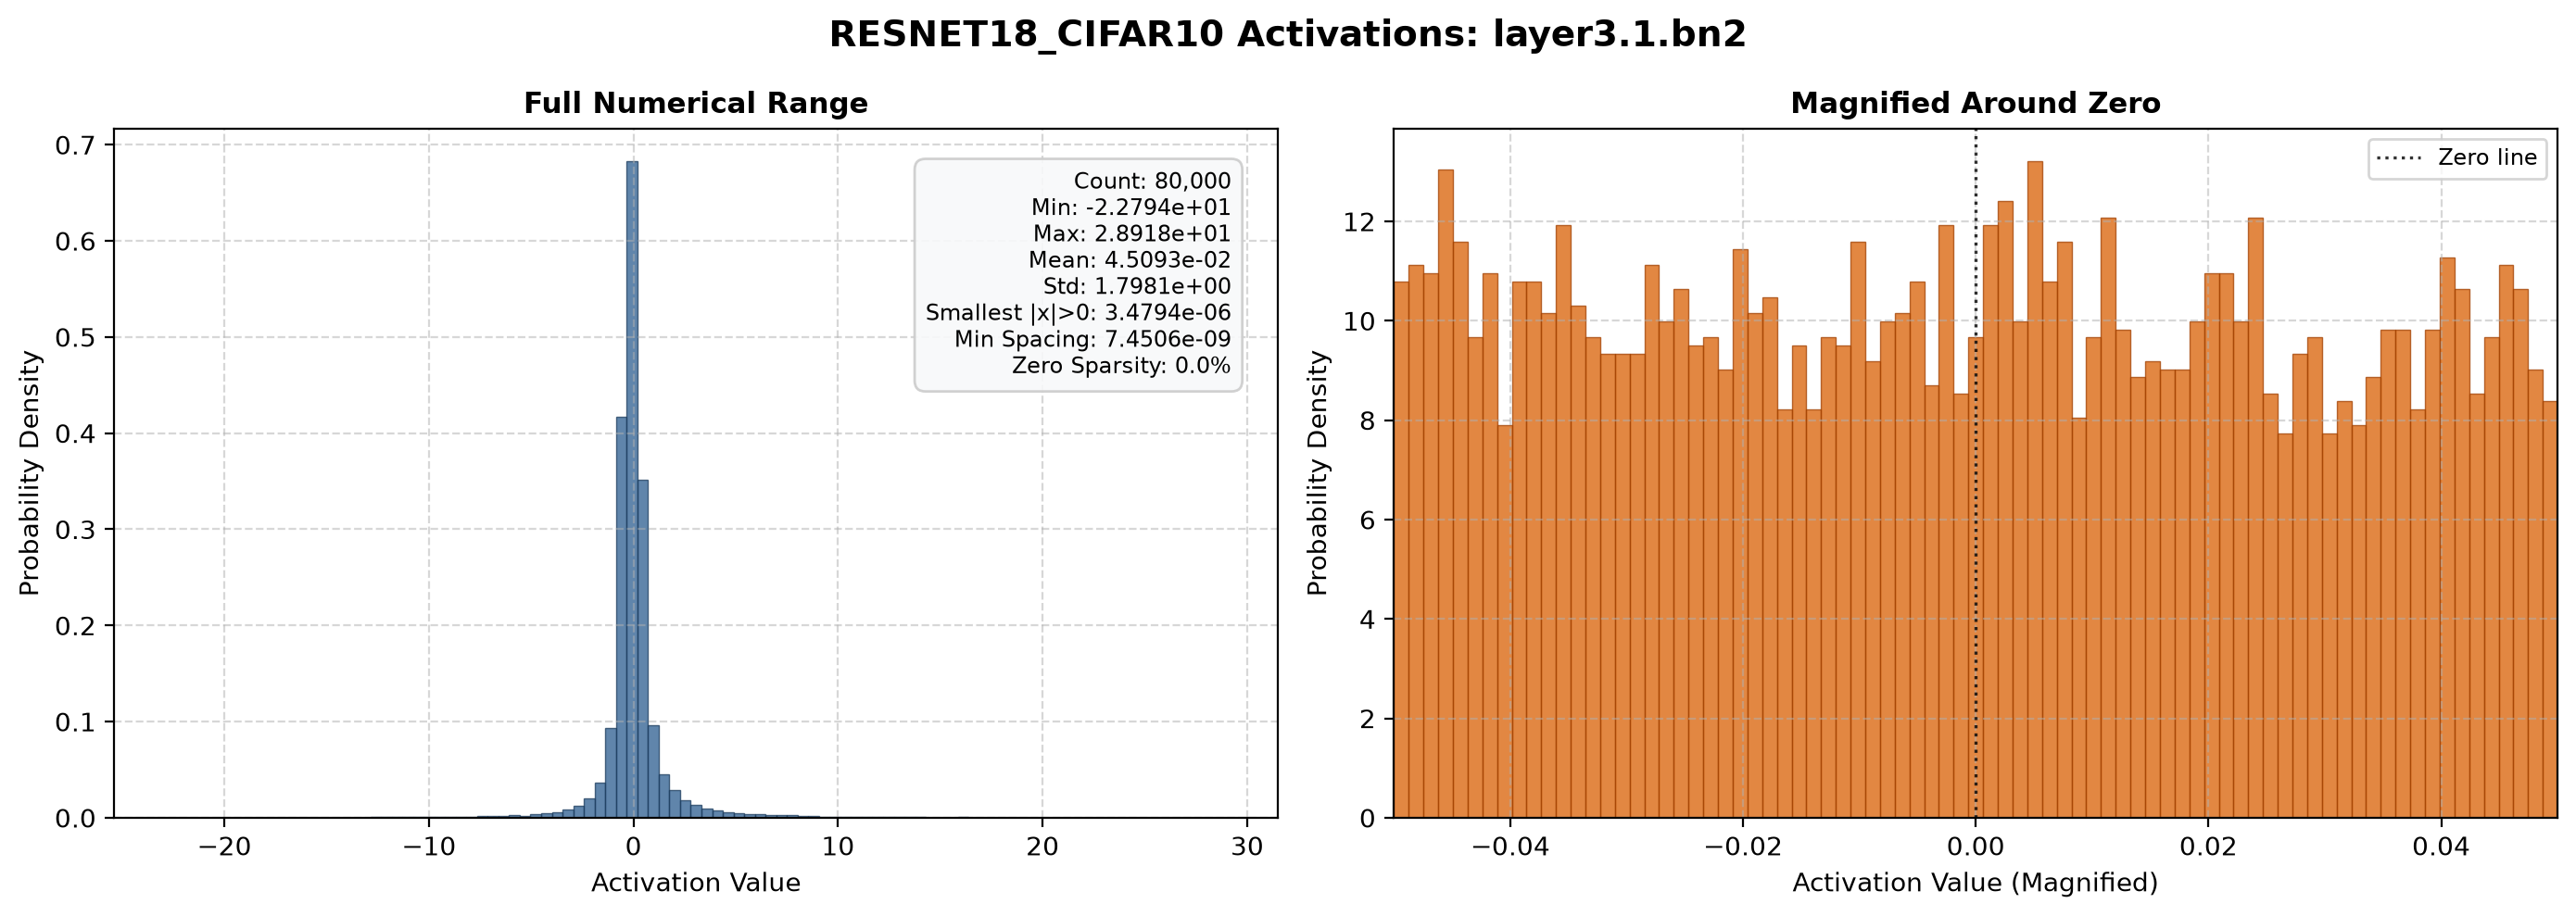 RESNET18_CIFAR10 Activations: layer3.1.bn2
Full Numerical Range
Probability Density
0.7
0.6
0.5
0.4
0.3
0.2
0.1
0.0
Count: 80,000
Min: -2.2794e+01
Max: 2.8918e+01
Mean: 4.5093e-02
Std: 1.7981e+00
Smallest |x|>0: 3.4794e-06
Min Spacing: 7.4506e-09
Zero Sparsity: 0.0%
−20 −10 0 10 20 30
Activation Value
Magnified Around Zero
Probability Density
12
10
8
6
4
2
0
Zero line
−0.04 −0.02 0.00 0.02 0.04
Activation Value (Magnified)